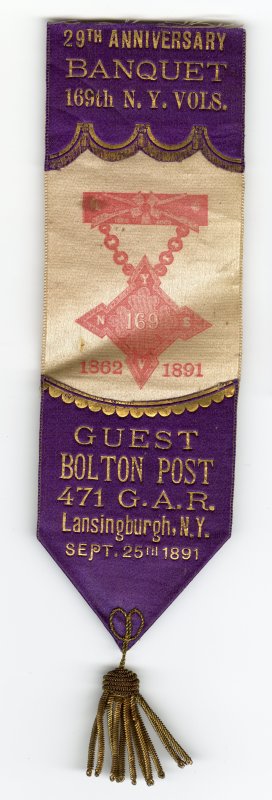 29TH ANNIVERSARY
BANQUET
169th N.Y. VOLS.
N Y
169
S
V
1862 1891
GUEST
BOLTON POST
471 G.A.R.
Lansingburgh, N.Y.
SEPT. 25TH 1891